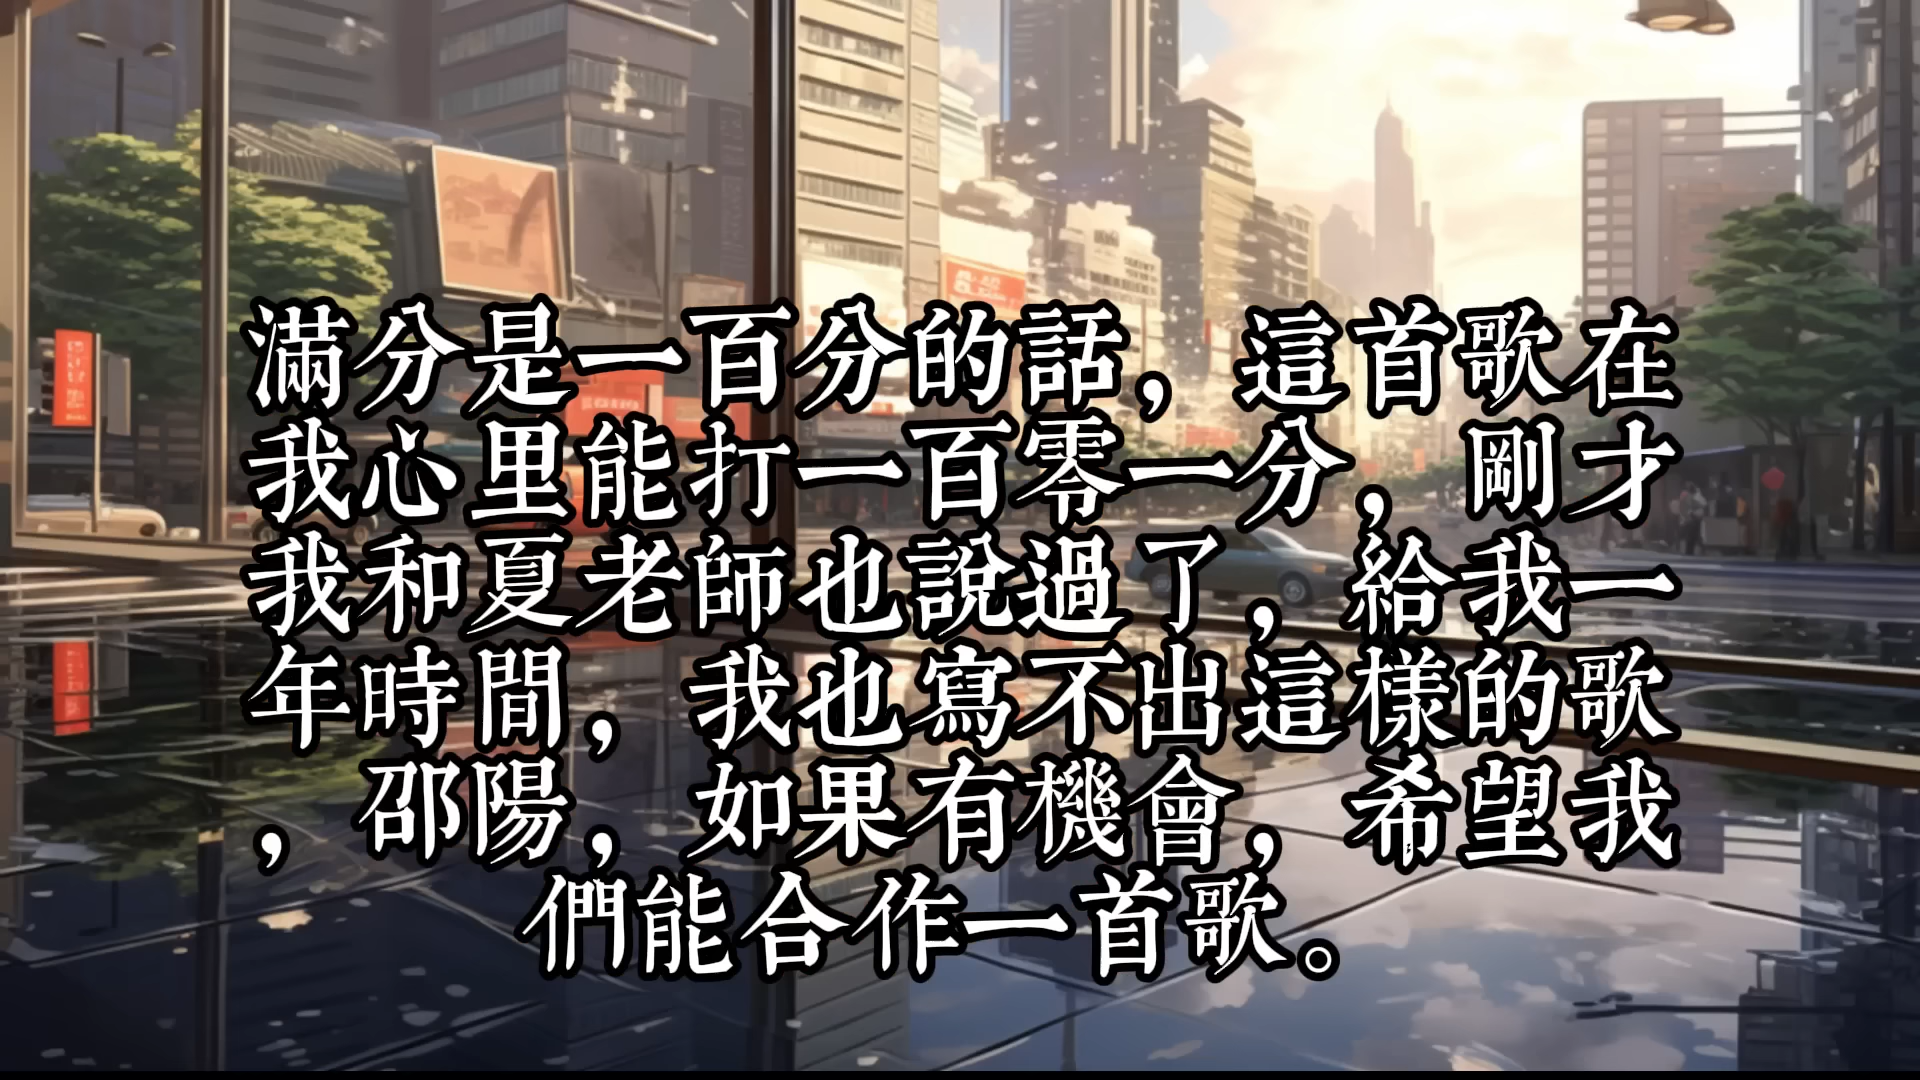 滿分是一百分的話，這首歌在
我心里能打一百零一分，剛才
我和夏老師也說過了，給我一
年時間，我也寫不出這樣的歌
，邵陽，如果有機會，希望我
們能合作一首歌。